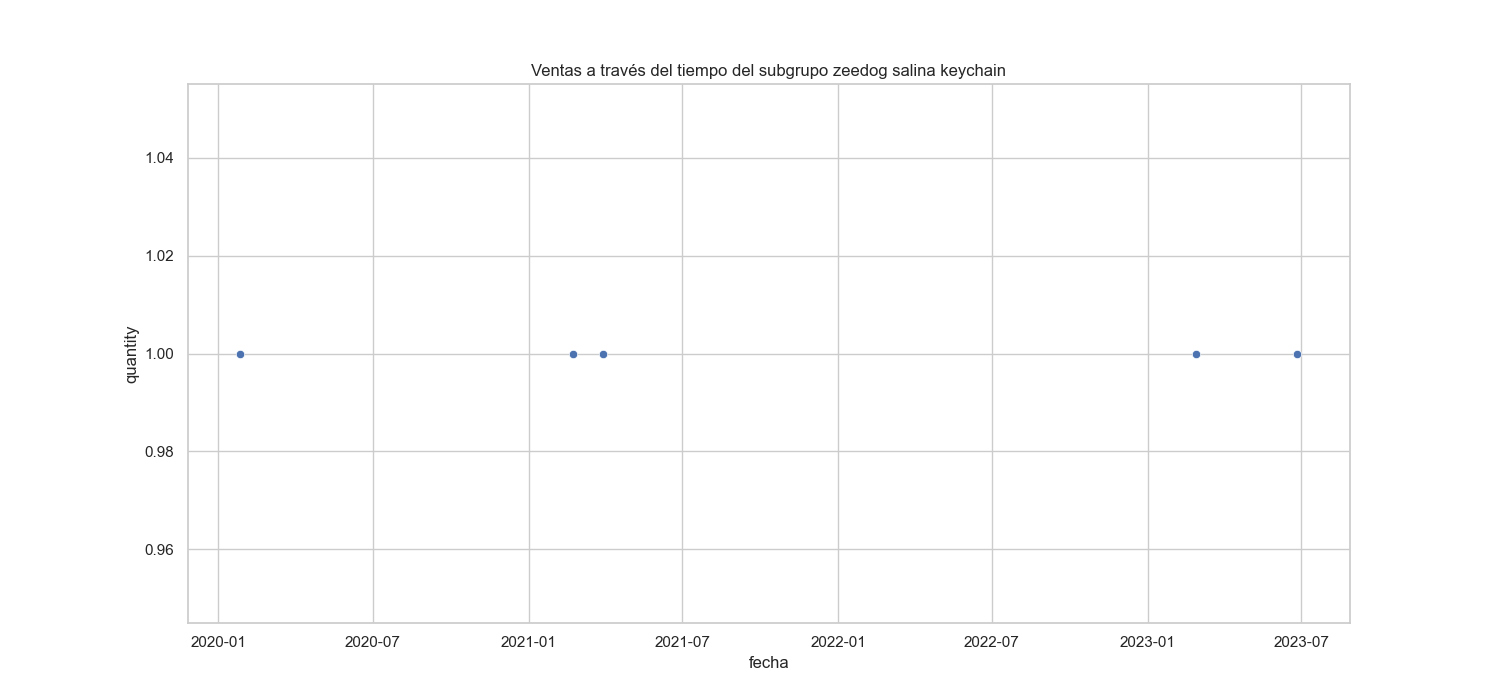 Ventas a través del tiempo del subgrupo zeedog salina keychain
1.04
1.02
1.00
0.98
0.96
quantity
2020-01 2020-07 2021-01 2021-07 2022-01 2022-07 2023-01 2023-07
fecha